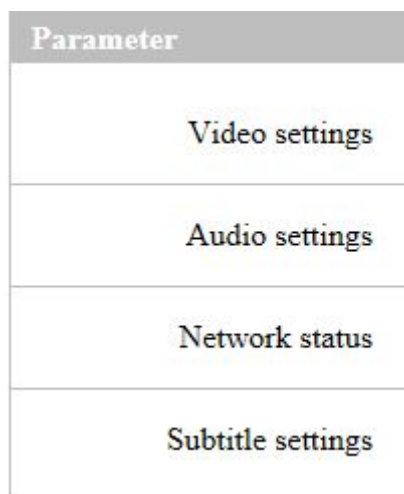 Parameter
Video settings
Audio settings
Network status
Subtitle settings